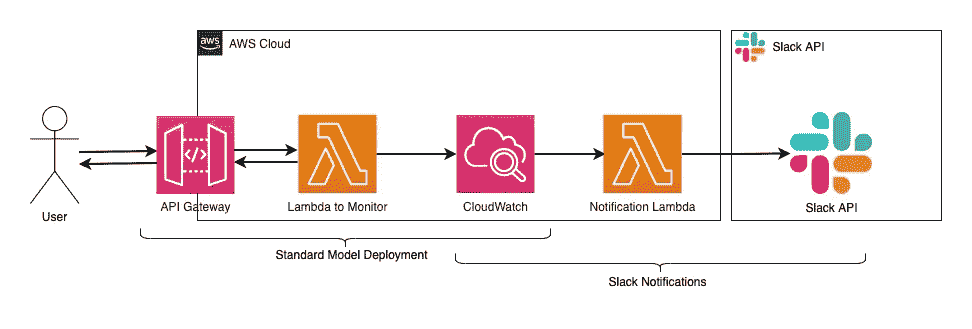 aws
AWS Cloud
Slack API
</>
User
API Gateway
Lambda to Monitor
CloudWatch
Notification Lambda
Slack API
Standard Model Deployment
Slack Notifications